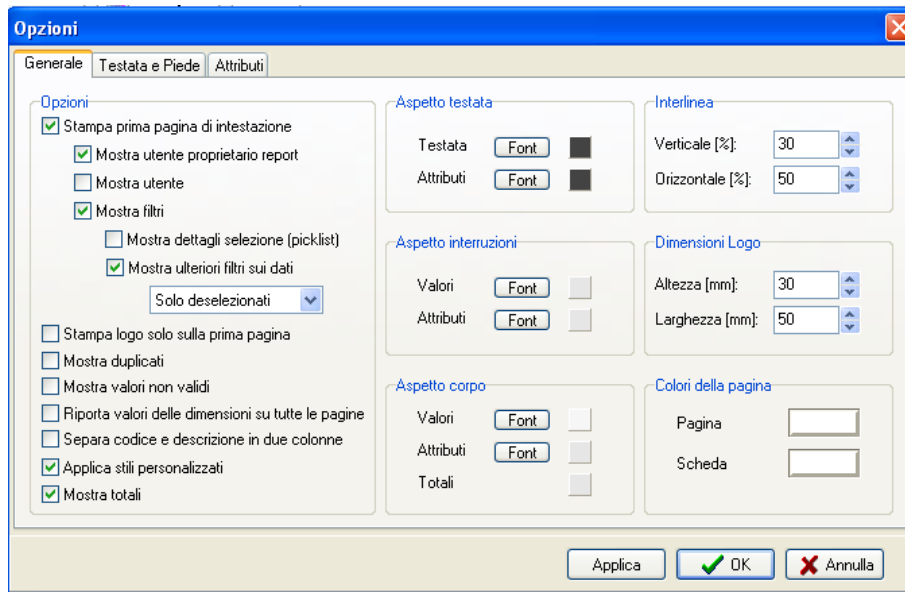 Opzioni
Generale Testata e Piede Attributi
Opzioni
Stampa prima pagina di intestazione
Mostra utente proprietario report
Mostra utente
Mostra filtri
Mostra dettagli selezione (picklist)
Mostra ulteriori filtri sui dati
Solo deselezionati
Stampa logo solo sulla prima pagina
Mostra duplicati
Mostra valori non validi
Riporta valori delle dimensioni su tutte le pagine
Separa codice e descrizione in due colonne
Applica stili personalizzati
Mostra totali
Aspetto testata
Testata Font
Attributi Font
Aspetto interruzioni
Valori Font
Attributi Font
Aspetto corpo
Valori Font
Attributi Font
Totali
Interlinea
Verticale [%]: 30
Orizzontale [%]: 50
Dimensioni Logo
Altezza [mm]: 30
Larghezza [mm]: 50
Colori della pagina
Pagina
Scheda
Applica OK Annulla